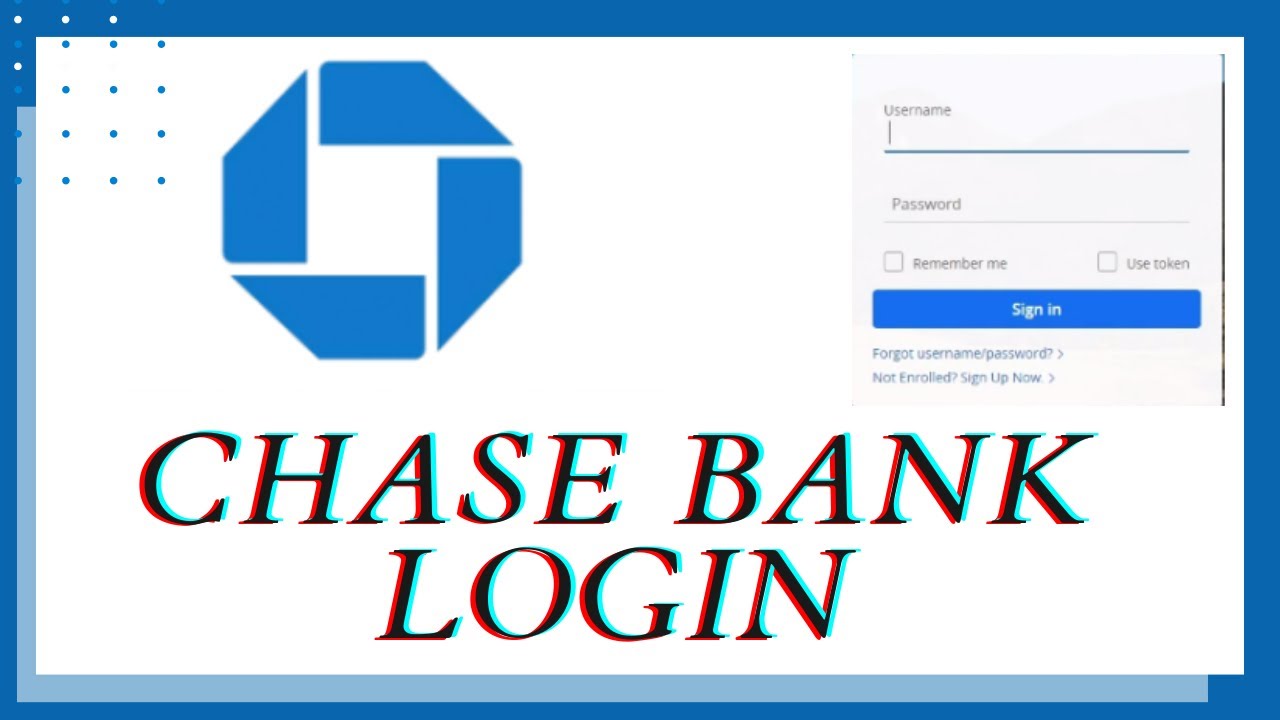 Username
Password
Remember me
Use token
Sign in
Forgot username/password? >
Not Enrolled? Sign Up Now. >
CHASE BANK
LOGIN